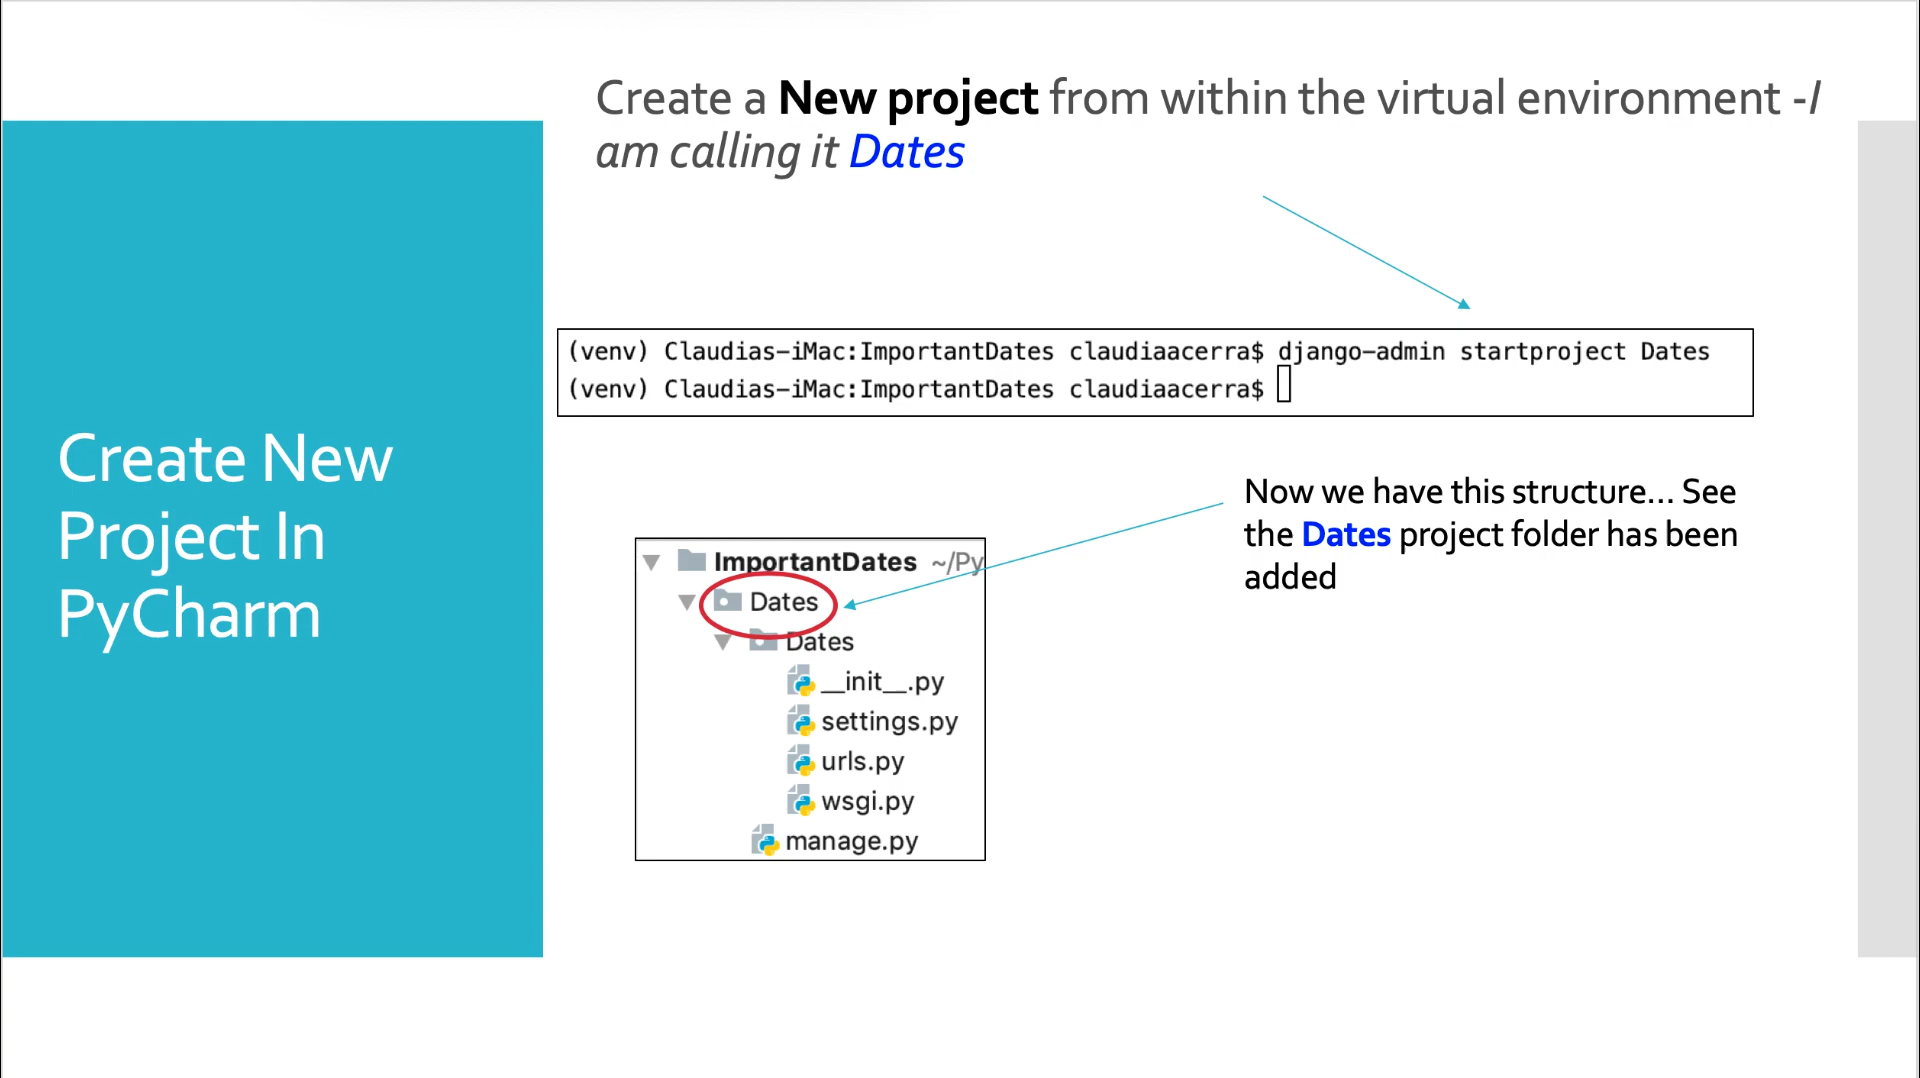 Create a New project from within the virtual environment -I
am calling it Dates
Create New
Project In
PyCharm
(venv) Claudias-iMac:ImportantDates claudiaacerra$ django-admin startproject Dates
(venv) Claudias-iMac:ImportantDates claudiaacerra$
Now we have this structure... See
the Dates project folder has been
added
ImportantDates ~/Py
Dates
Dates
__init__.py
settings.py
urls.py
wsgi.py
manage.py